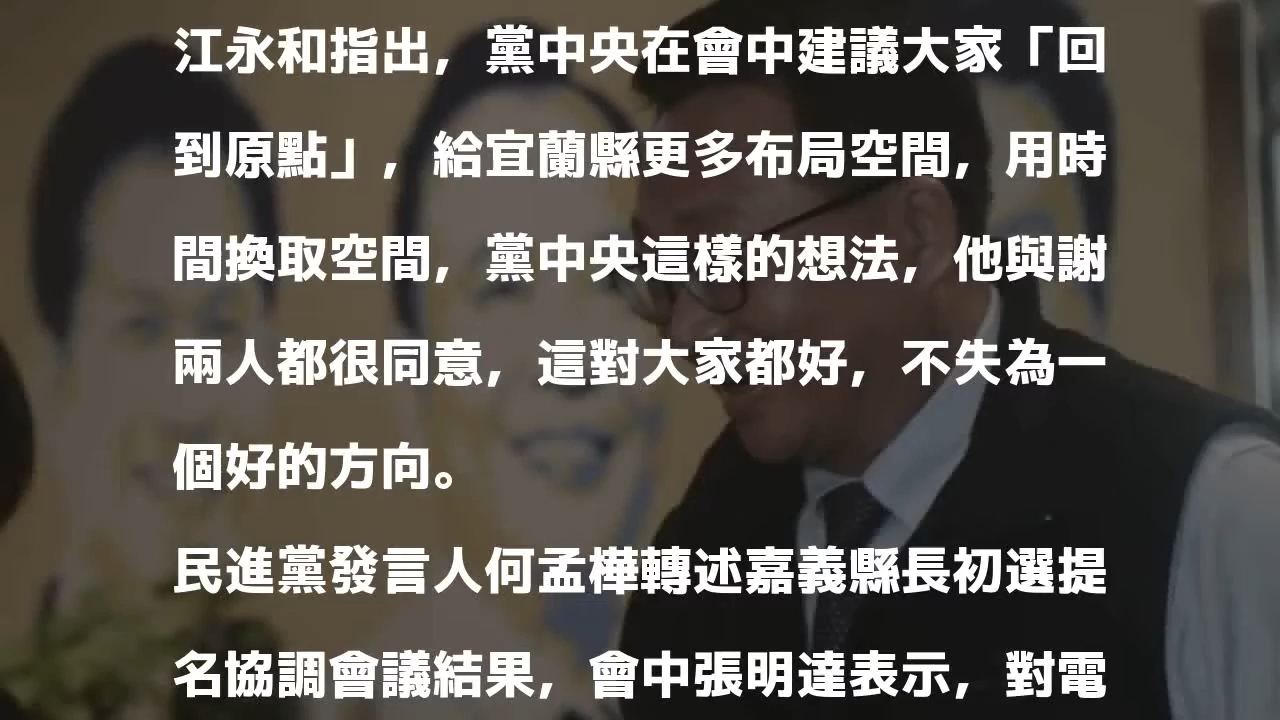 江永和指出，黨中央在會中建議大家「回
到原點」，給宜蘭縣更多布局空間，用時
間換取空間，黨中央這樣的想法，他與謝
兩人都很同意，這對大家都好，不失為一
個好的方向。
民進黨發言人何孟樺轉述嘉義縣長初選提
名協調會議結果，會中張明達表示，對電